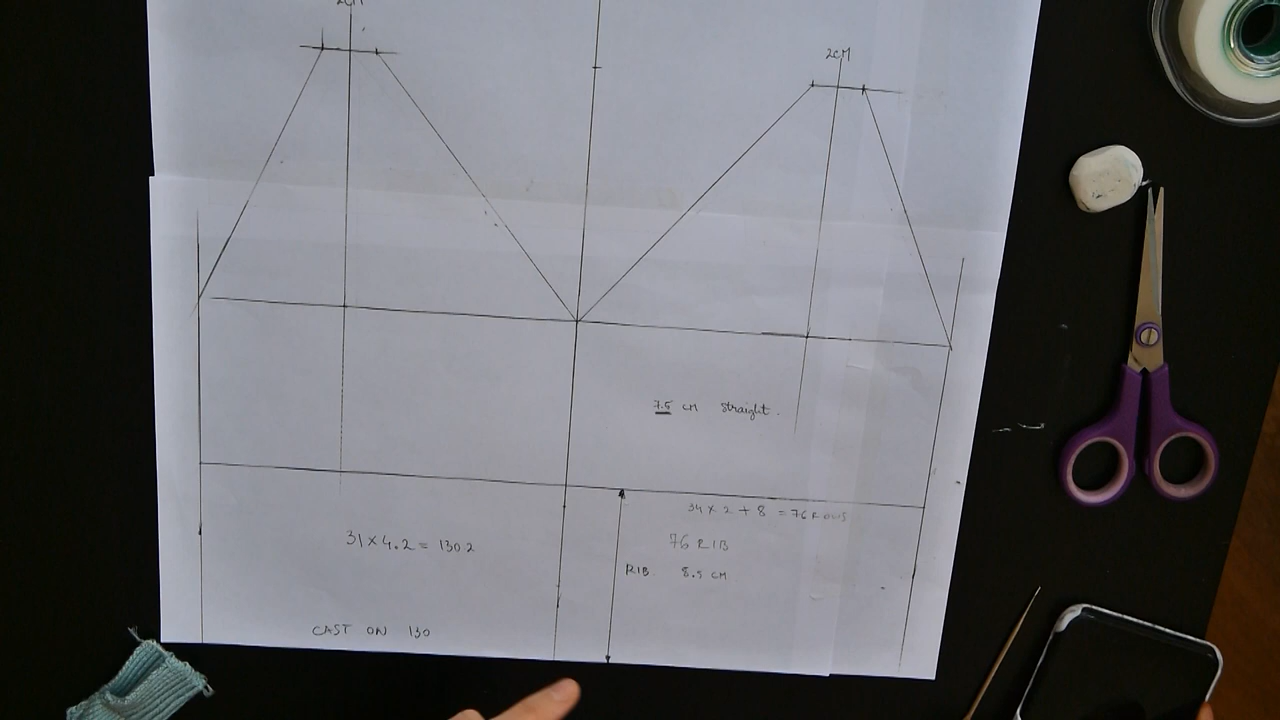 2CM
2CM
7.5 CM straight.
34 x 2 + 8 = 76 ROWS
31 x 4.2 = 130.2
76 RIB
RIB 8.5 CM
CAST ON 130